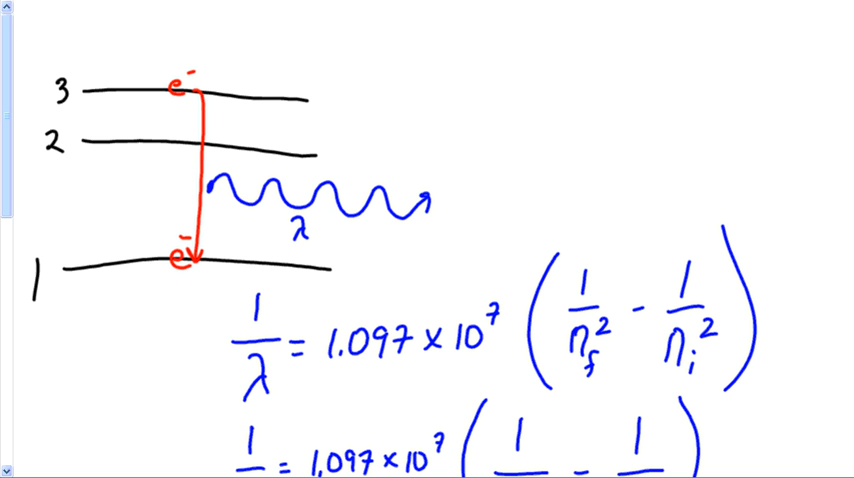 3 e⁻
2
λ
1 e⁻
1/λ = 1.097 × 10⁷ (1/n_f² - 1/n_i²)
1/ = 1.097 × 10⁷ (1/ - 1/ )